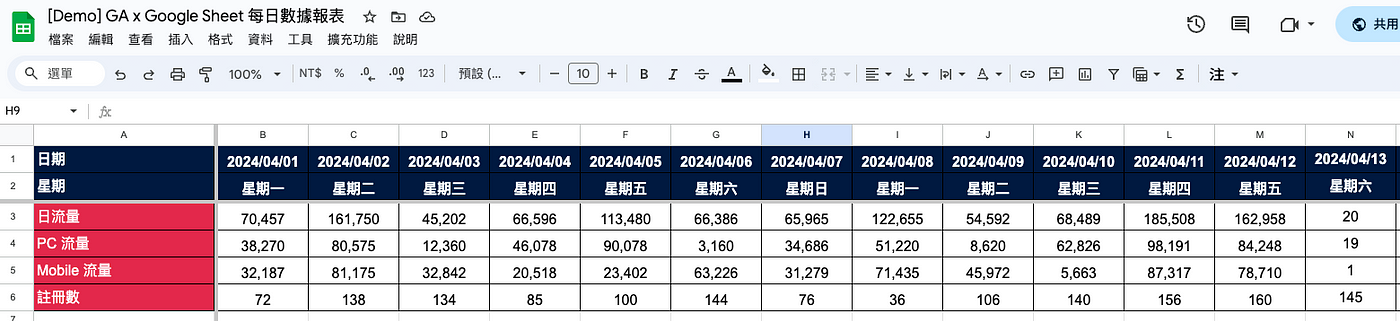 [Demo] GA x Google Sheet 每日數據報表
檔案 編輯 查看 插入 格式 資料 工具 擴充功能 說明
共用
選單 100% NT$ % .0 .00 123 預設 (... 10 B I S A Σ 注
H9 fx
A B C D E F G H I J K L M N
1 日期 2024/04/01 2024/04/02 2024/04/03 2024/04/04 2024/04/05 2024/04/06 2024/04/07 2024/04/08 2024/04/09 2024/04/10 2024/04/11 2024/04/12 2024/04/13
2 星期 星期一 星期二 星期三 星期四 星期五 星期六 星期日 星期一 星期二 星期三 星期四 星期五 星期六
3 日流量 70,457 161,750 45,202 66,596 113,480 66,386 65,965 122,655 54,592 68,489 185,508 162,958 20
4 PC 流量 38,270 80,575 12,360 46,078 90,078 3,160 34,686 51,220 8,620 62,826 98,191 84,248 19
5 Mobile 流量 32,187 81,175 32,842 20,518 23,402 63,226 31,279 71,435 45,972 5,663 87,317 78,710 1
6 註冊數 72 138 134 85 100 144 76 36 106 140 156 160 145
7